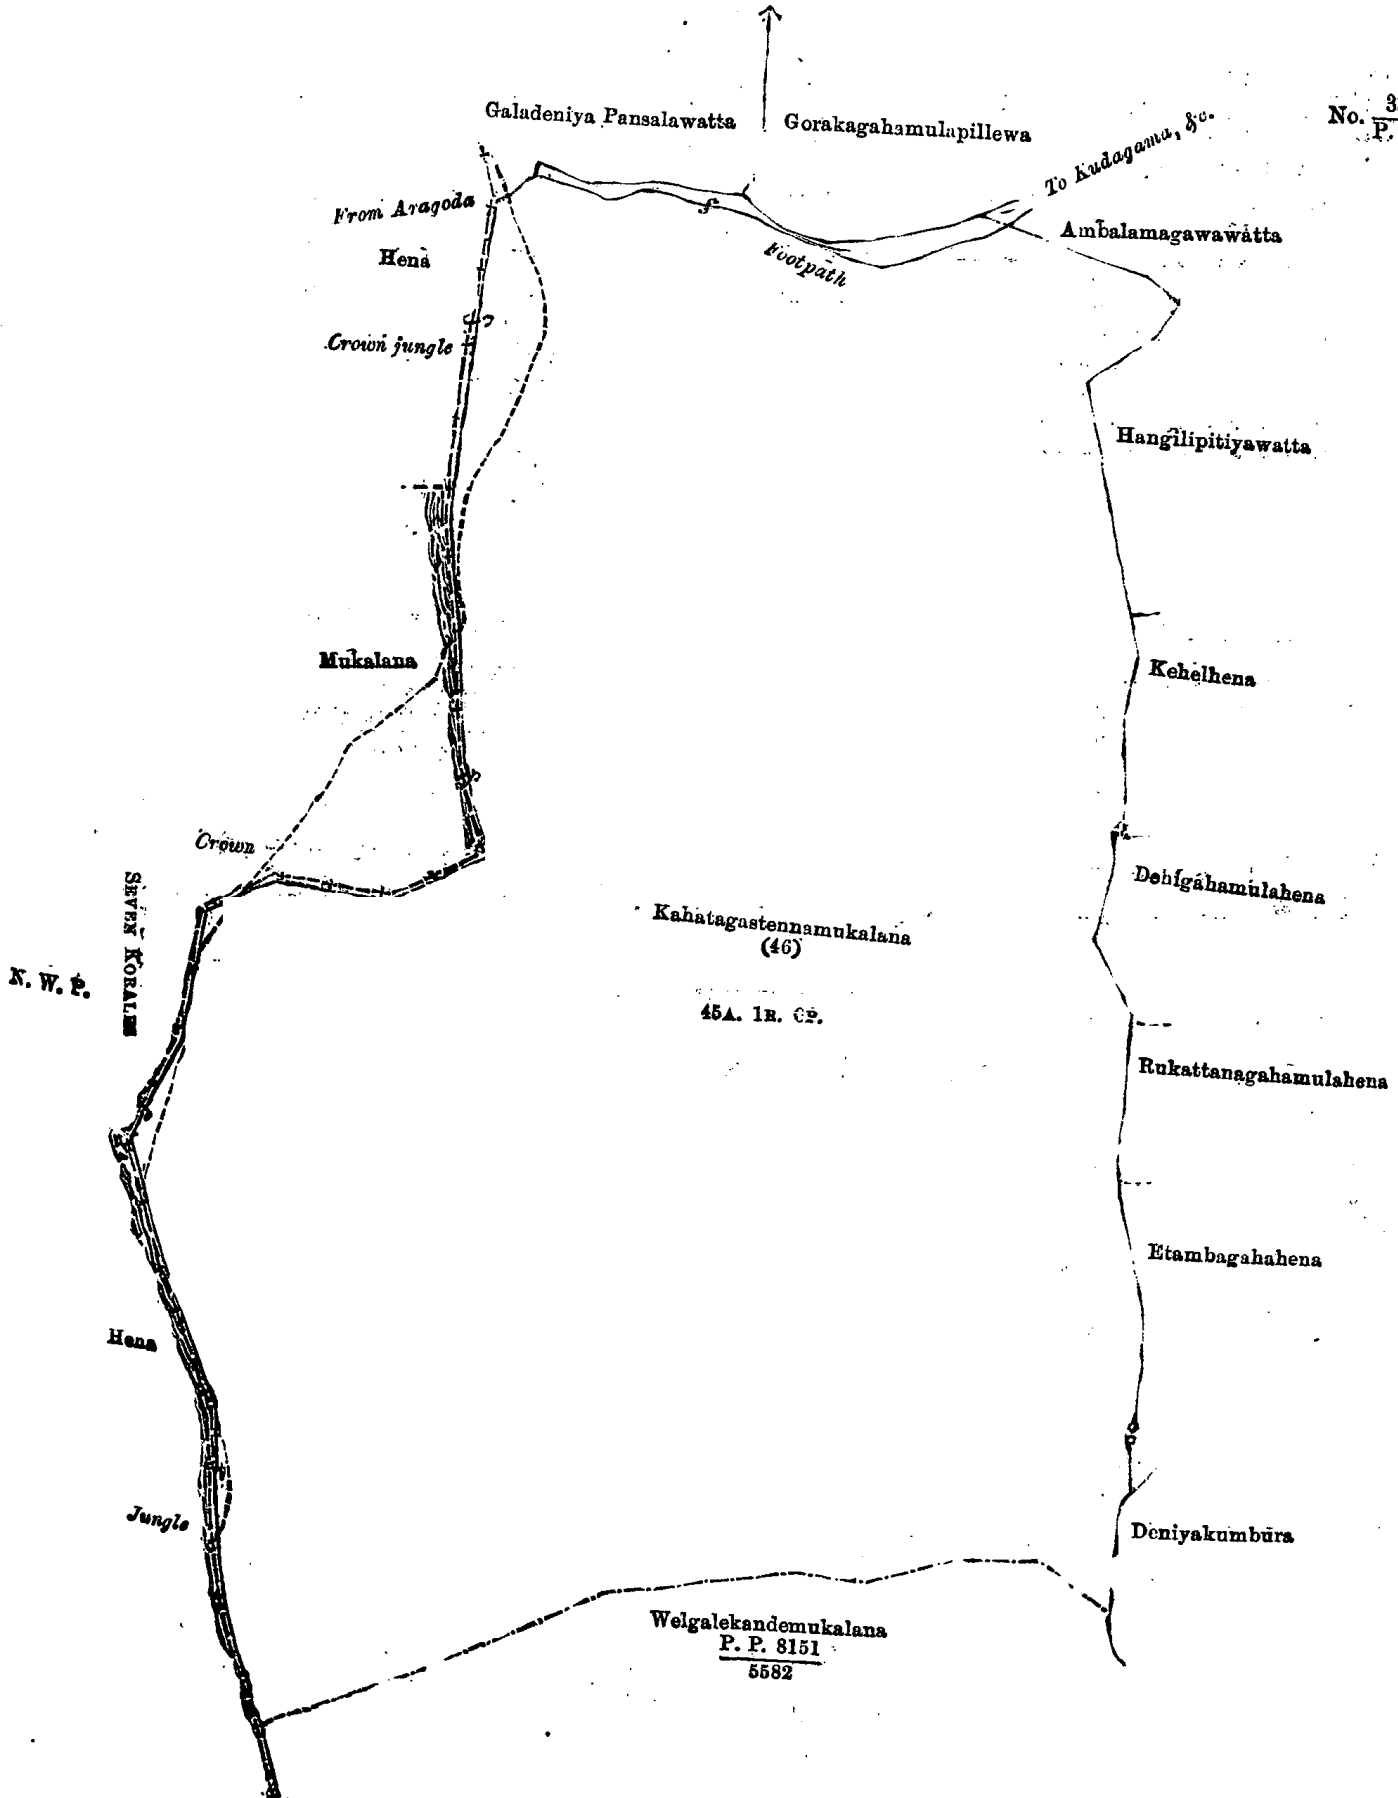 No. 3
P.
Galadeniya Pansalawatta
Gorakagahamulapillewa
To Kudagama, &c.
From Aragoda
Ambalamagawawatta
Hena
Footpath
Crown jungle
Hangilipitiyawatta
Mukalana
Kehelhena
Crown
SEVEN KORALES
Dehigahamulahena
Kahatagastennamukalana
(46)
N. W. P.
45A. 1R. 0P.
Rukattanagahamulahena
Etambagahahena
Hena
Jungle
Deniyakumbura
Welgalekandemukalana
P. P. 8151
5582